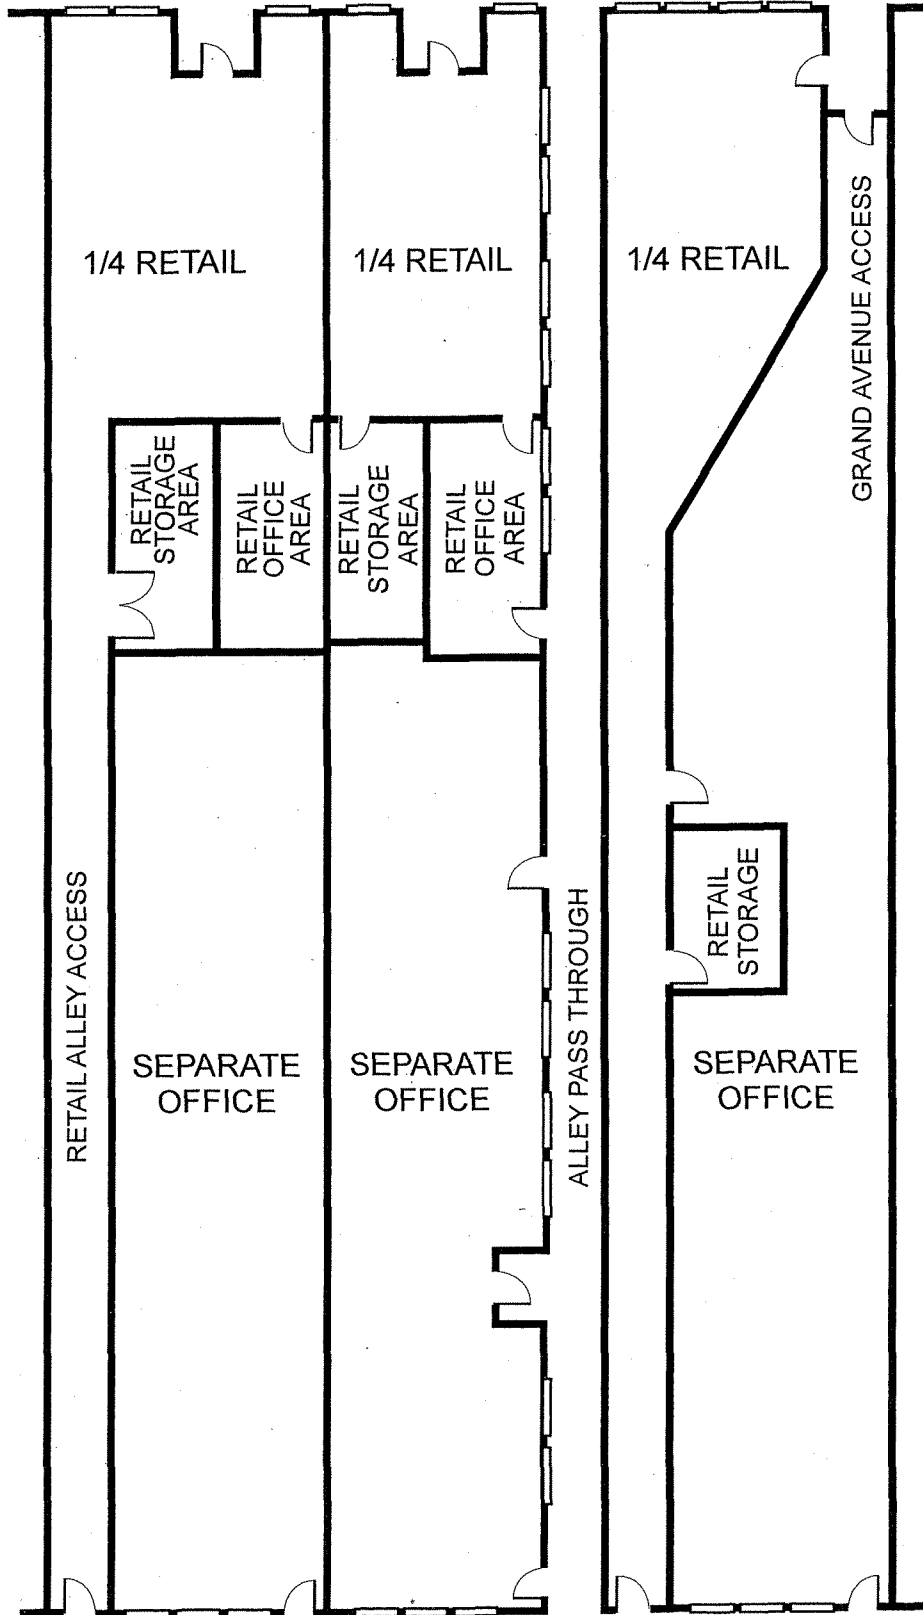 1/4 RETAIL
1/4 RETAIL
1/4 RETAIL
GRAND AVENUE ACCESS
RETAIL
STORAGE
AREA
RETAIL
OFFICE
AREA
RETAIL
STORAGE
AREA
RETAIL
OFFICE
AREA
RETAIL ALLEY ACCESS
SEPARATE
OFFICE
SEPARATE
OFFICE
ALLEY PASS THROUGH
RETAIL
STORAGE
SEPARATE
OFFICE